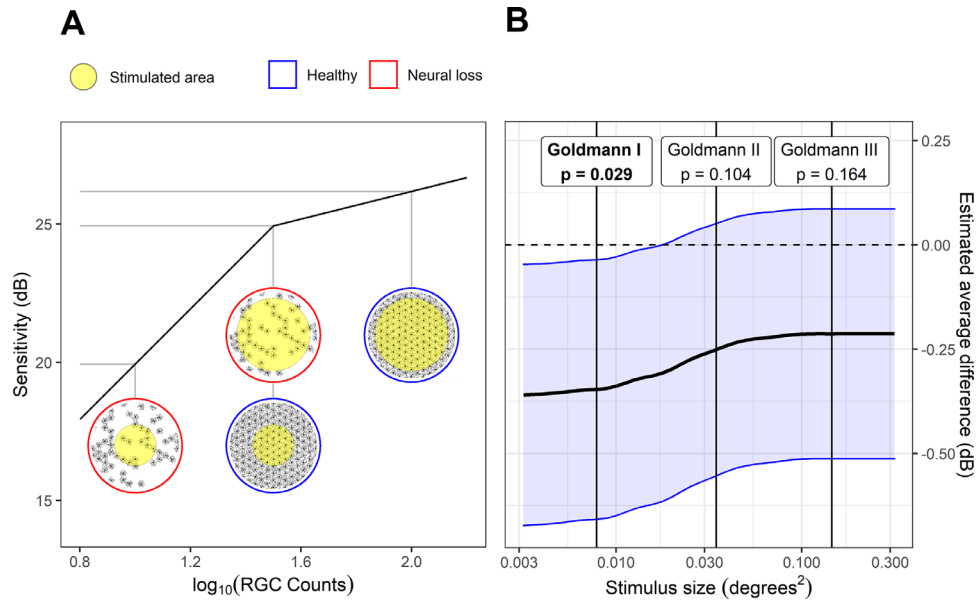 A
B
Stimulated area
Healthy
Neural loss
Sensitivity (dB)
25
20
15
0.8
1.2
1.6
2.0
log10(RGC Counts)
Goldmann I
p = 0.029
Goldmann II
p = 0.104
Goldmann III
p = 0.164
0.25
0.00
-0.25
-0.50
Estimated average difference (dB)
0.003
0.010
0.030
0.100
0.300
Stimulus size (degrees²)